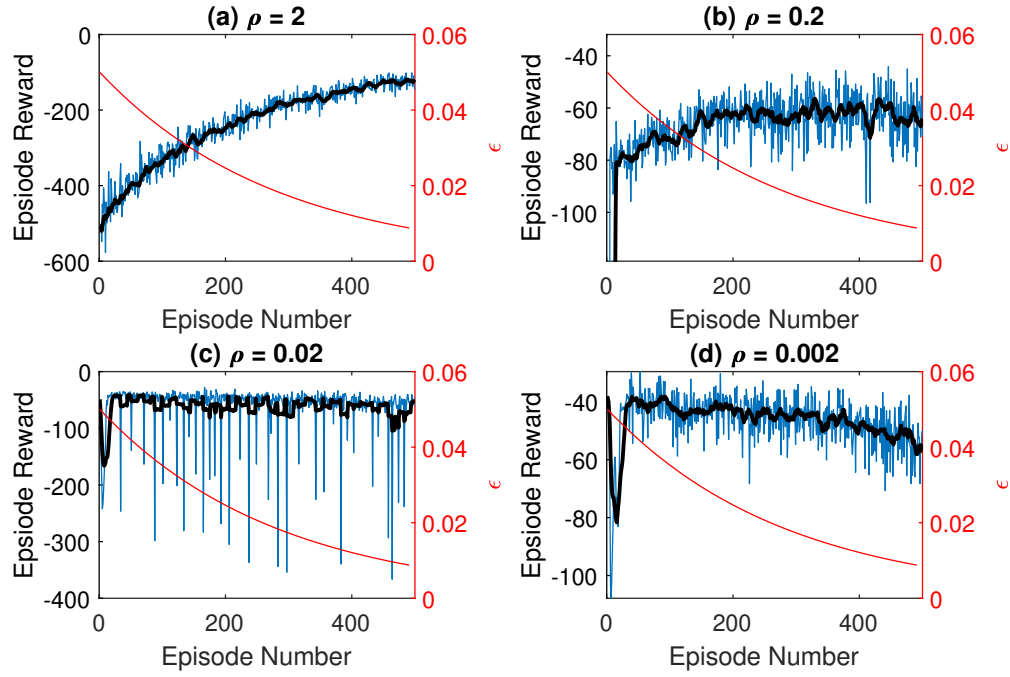 (a) ρ = 2
0
-200
-400
-600
Epsiode Reward
0 200 400
Episode Number
0.06
0.04
0.02
0
ϵ
(b) ρ = 0.2
-40
-60
-80
-100
Epsiode Reward
0 200 400
Episode Number
0.06
0.04
0.02
0
ϵ
(c) ρ = 0.02
0
-100
-200
-300
-400
Epsiode Reward
0 200 400
Episode Number
0.06
0.04
0.02
0
ϵ
(d) ρ = 0.002
-40
-60
-80
-100
Epsiode Reward
0 200 400
Episode Number
0.06
0.04
0.02
0
ϵ